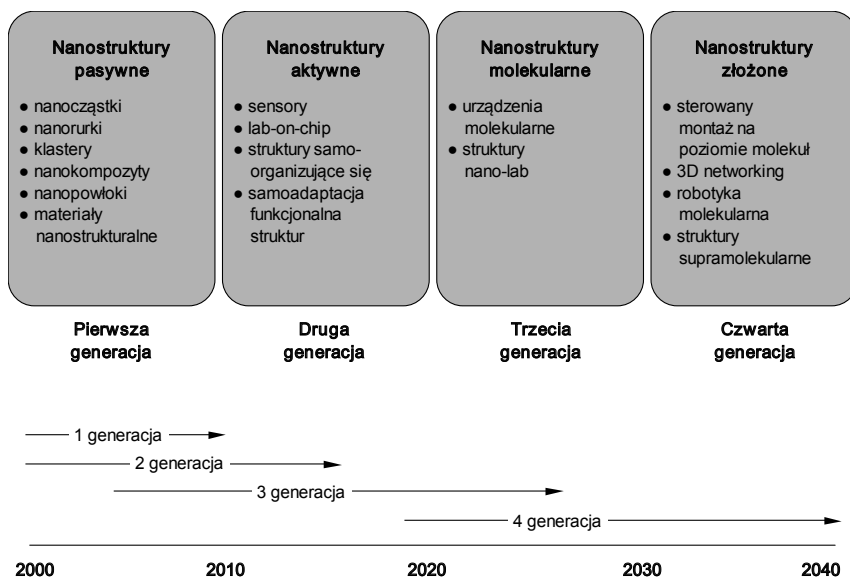 Nanostruktury
pasywne
● nanocząstki
● nanorurki
● klastery
● nanokompozyty
● nanopowłoki
● materiały
nanostrukturalne
Nanostruktury
aktywne
● sensory
● lab-on-chip
● struktury samo-
organizujące się
● samoadaptacja
funkcjonalna
struktur
Nanostruktury
molekularne
● urządzenia
molekularne
● struktury
nano-lab
Nanostruktury
złożone
● sterowany
montaż na
poziomie molekuł
● 3D networking
● robotyka
molekularna
● struktury
supramolekularne
Pierwsza
generacja
Druga
generacja
Trzecia
generacja
Czwarta
generacja
1 generacja
2 generacja
3 generacja
4 generacja
2000 2010 2020 2030 2040